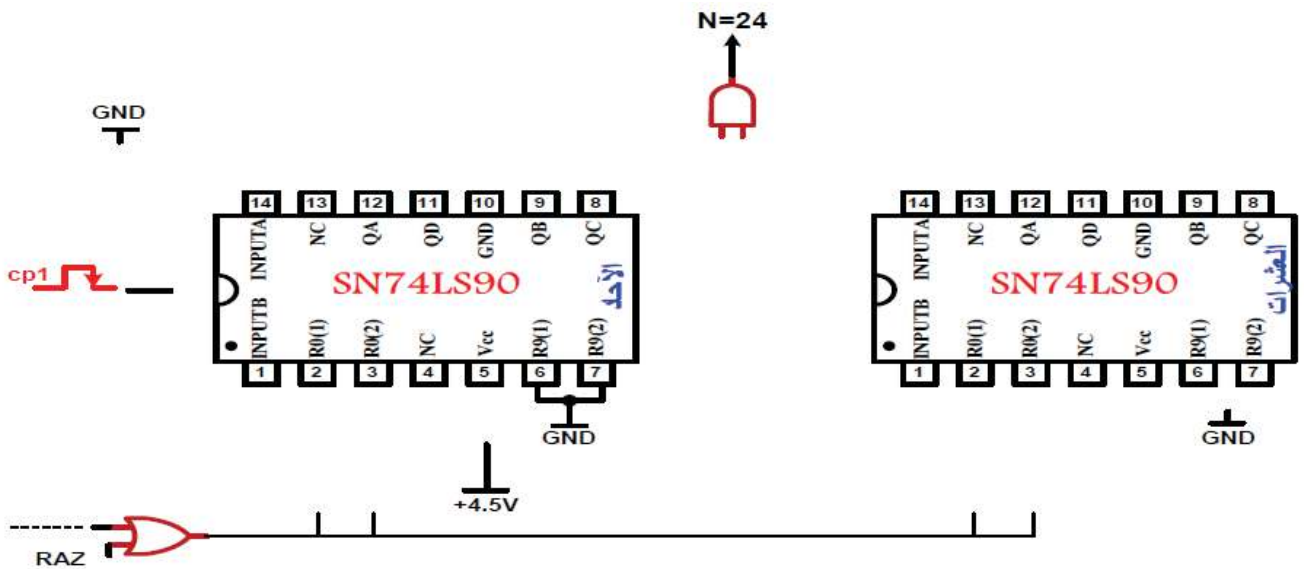 N=24
GND
14 13 12 11 10 9 8
INPUTA NC QA QD GND QB QC
cp1
SN74LS90
الآحاد
INPUTB R0(1) R0(2) NC Vcc R9(1) R9(2)
1 2 3 4 5 6 7
GND
+4.5V
14 13 12 11 10 9 8
INPUTA NC QA QD GND QB QC
SN74LS90
العشرات
INPUTB R0(1) R0(2) NC Vcc R9(1) R9(2)
1 2 3 4 5 6 7
GND
RAZ